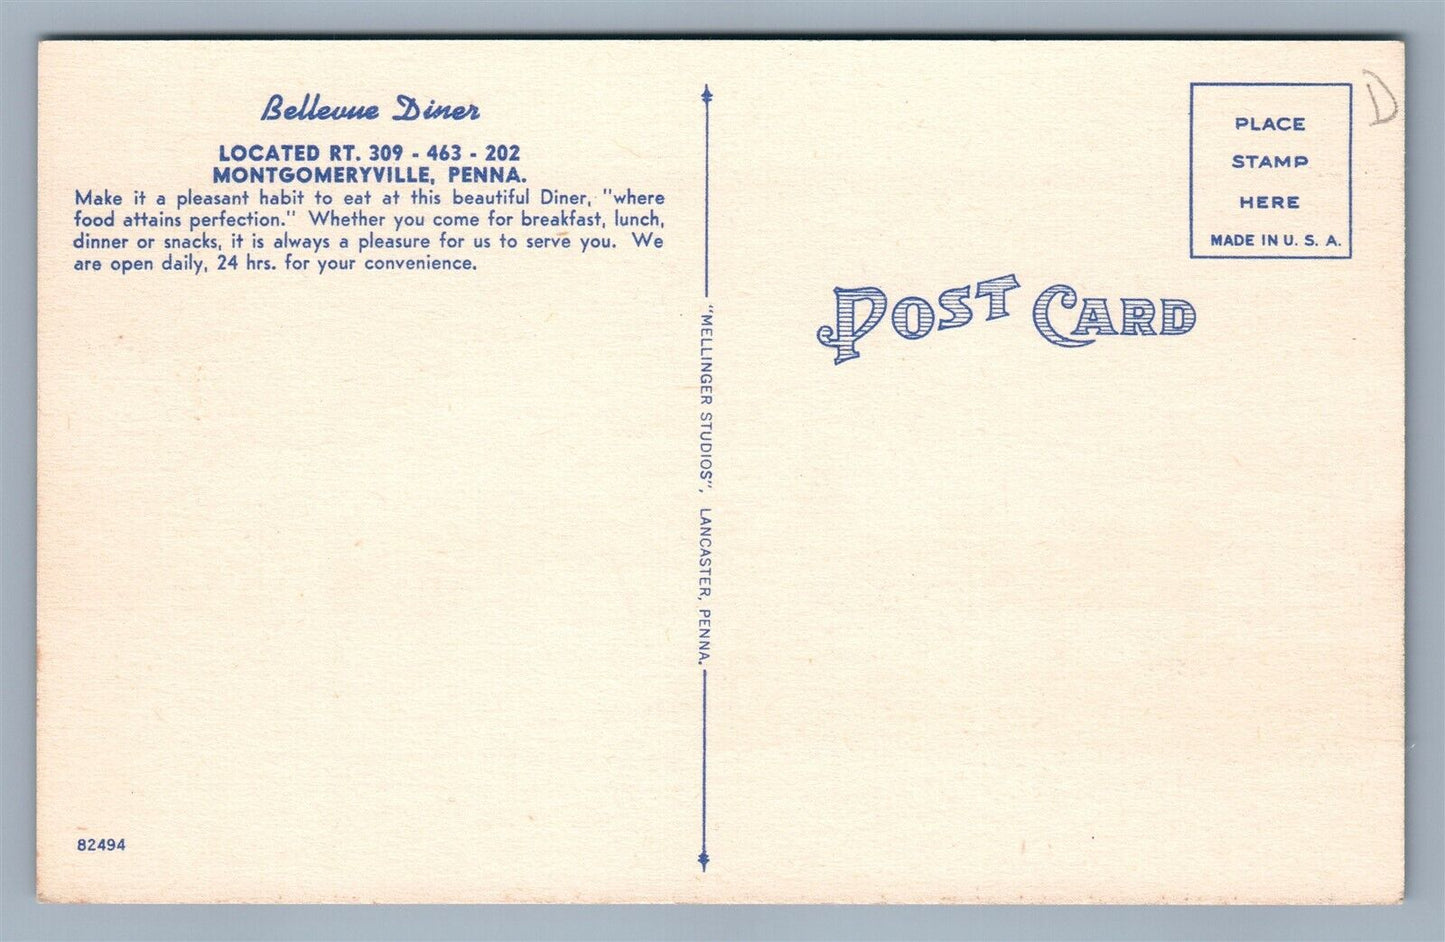 Bellevue Diner
LOCATED RT. 309 - 463 - 202
MONTGOMERYVILLE, PENNA.
Make it a pleasant habit to eat at this beautiful Diner, "where
food attains perfection." Whether you come for breakfast, lunch,
dinner or snacks, it is always a pleasure for us to serve you. We
are open daily, 24 hrs. for your convenience.
82494
"MELLINGER STUDIOS", LANCASTER, PENNA.
POST CARD
PLACE
STAMP
HERE
MADE IN U. S. A.
D